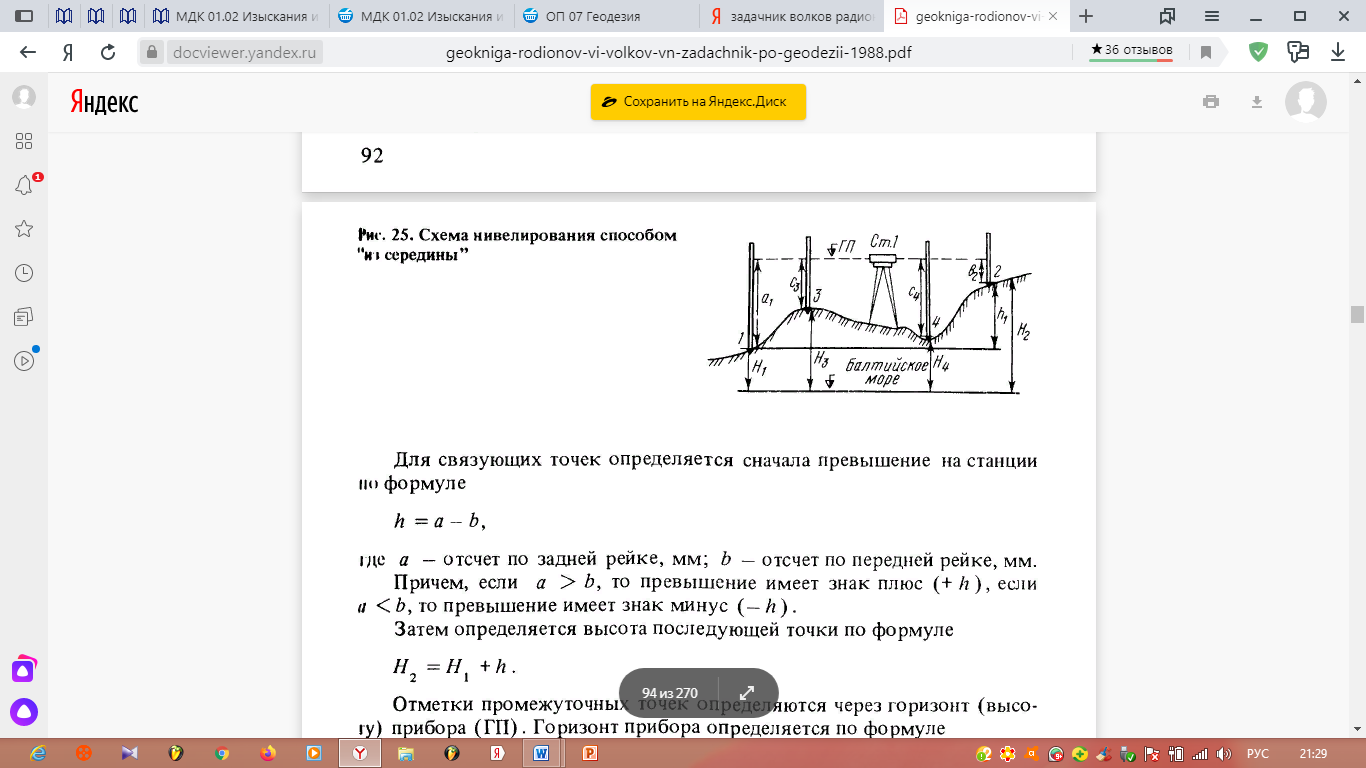 МДК 01.02 Изыскания и
МДК 01.02 Изыскания и
ОП 07 Геодезия
задачник волков радио
geokniga-rodionov-vi-
Я
docviewer.yandex.ru
geokniga-rodionov-vi-volkov-vn-zadachnik-po-geodezii-1988.pdf
★36 отзывов
Яндекс
Сохранить на Яндекс.Диск
1
92
Рис. 25. Схема нивелирования способом
"из середины"
ГП
Ст.1
a₁
c₃
3
c₄
4
в₂
2
h₁
H₂
1
H₁
H₃
Балтийское
море
H₄
Для связующих точек определяется сначала превышение на станции
по формуле
h = a – b,
где a – отсчет по задней рейке, мм; b – отсчет по передней рейке, мм.
Причем, если a > b, то превышение имеет знак плюс (+ h), если
a < b, то превышение имеет знак минус (– h).
Затем определяется высота последующей точки по формуле
H₂ = H₁ + h.
94 из 270
Отметки промежуточных точек определяются через горизонт (высо-
ту) прибора (ГП). Горизонт прибора определяется по формуле
РУС
21:29